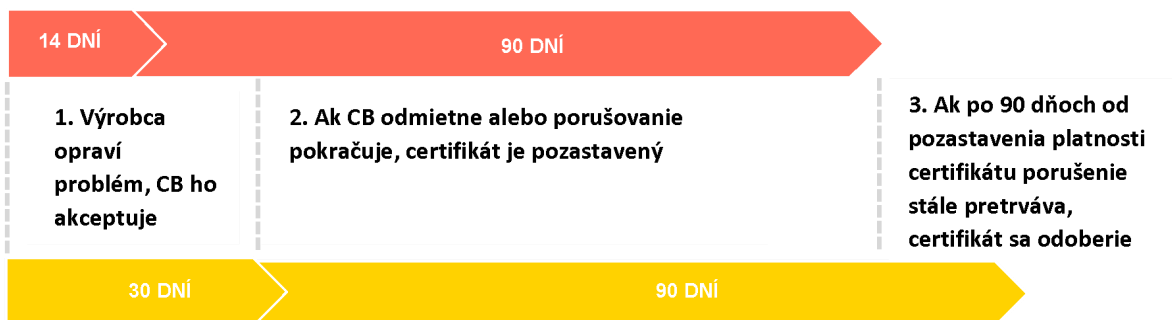 14 DNÍ
90 DNÍ
1. Výrobca
opraví
problém, CB ho
akceptuje
2. Ak CB odmietne alebo porušovanie
pokračuje, certifikát je pozastavený
3. Ak po 90 dňoch od
pozastavenia platnosti
certifikátu porušenie
stále pretrváva,
certifikát sa odoberie
30 DNÍ
90 DNÍ